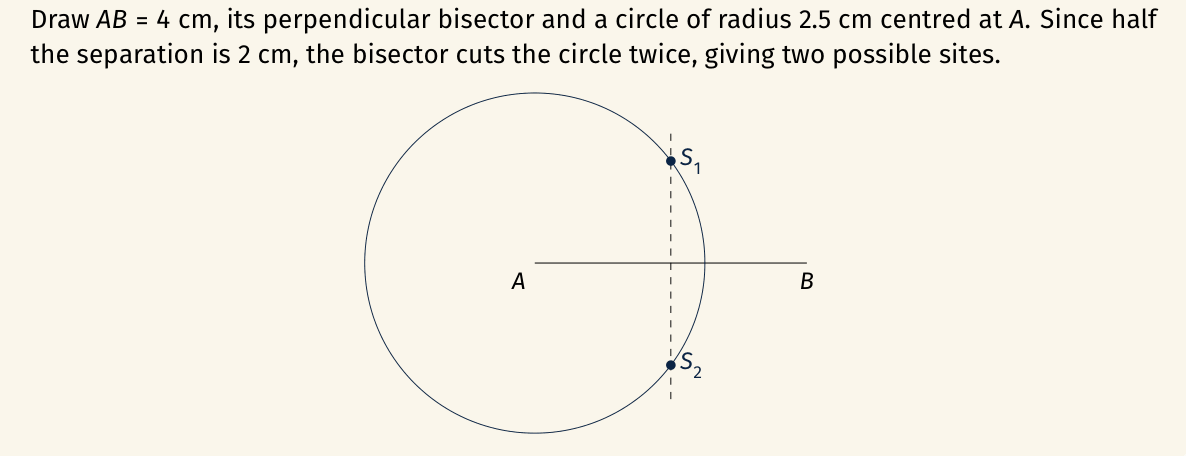 Draw AB = 4 cm, its perpendicular bisector and a circle of radius 2.5 cm centred at A. Since half
the separation is 2 cm, the bisector cuts the circle twice, giving two possible sites.
S₁
A
B
S₂